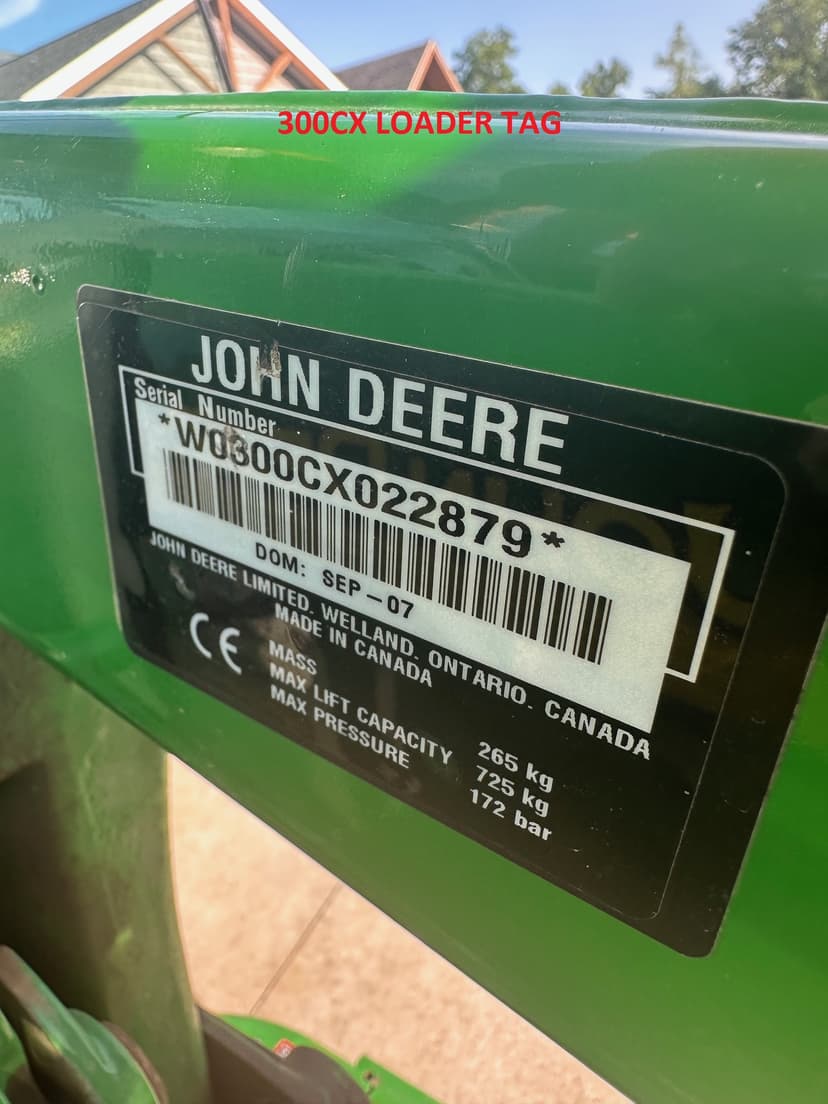 300CX LOADER TAG
JOHN DEERE
Serial Number
*W0300CX022879*
DOM: SEP-07
JOHN DEERE LIMITED. WELLAND. ONTARIO. CANADA
MADE IN CANADA
CE
MASS 265 kg
MAX LIFT CAPACITY 725 kg
MAX PRESSURE 172 bar